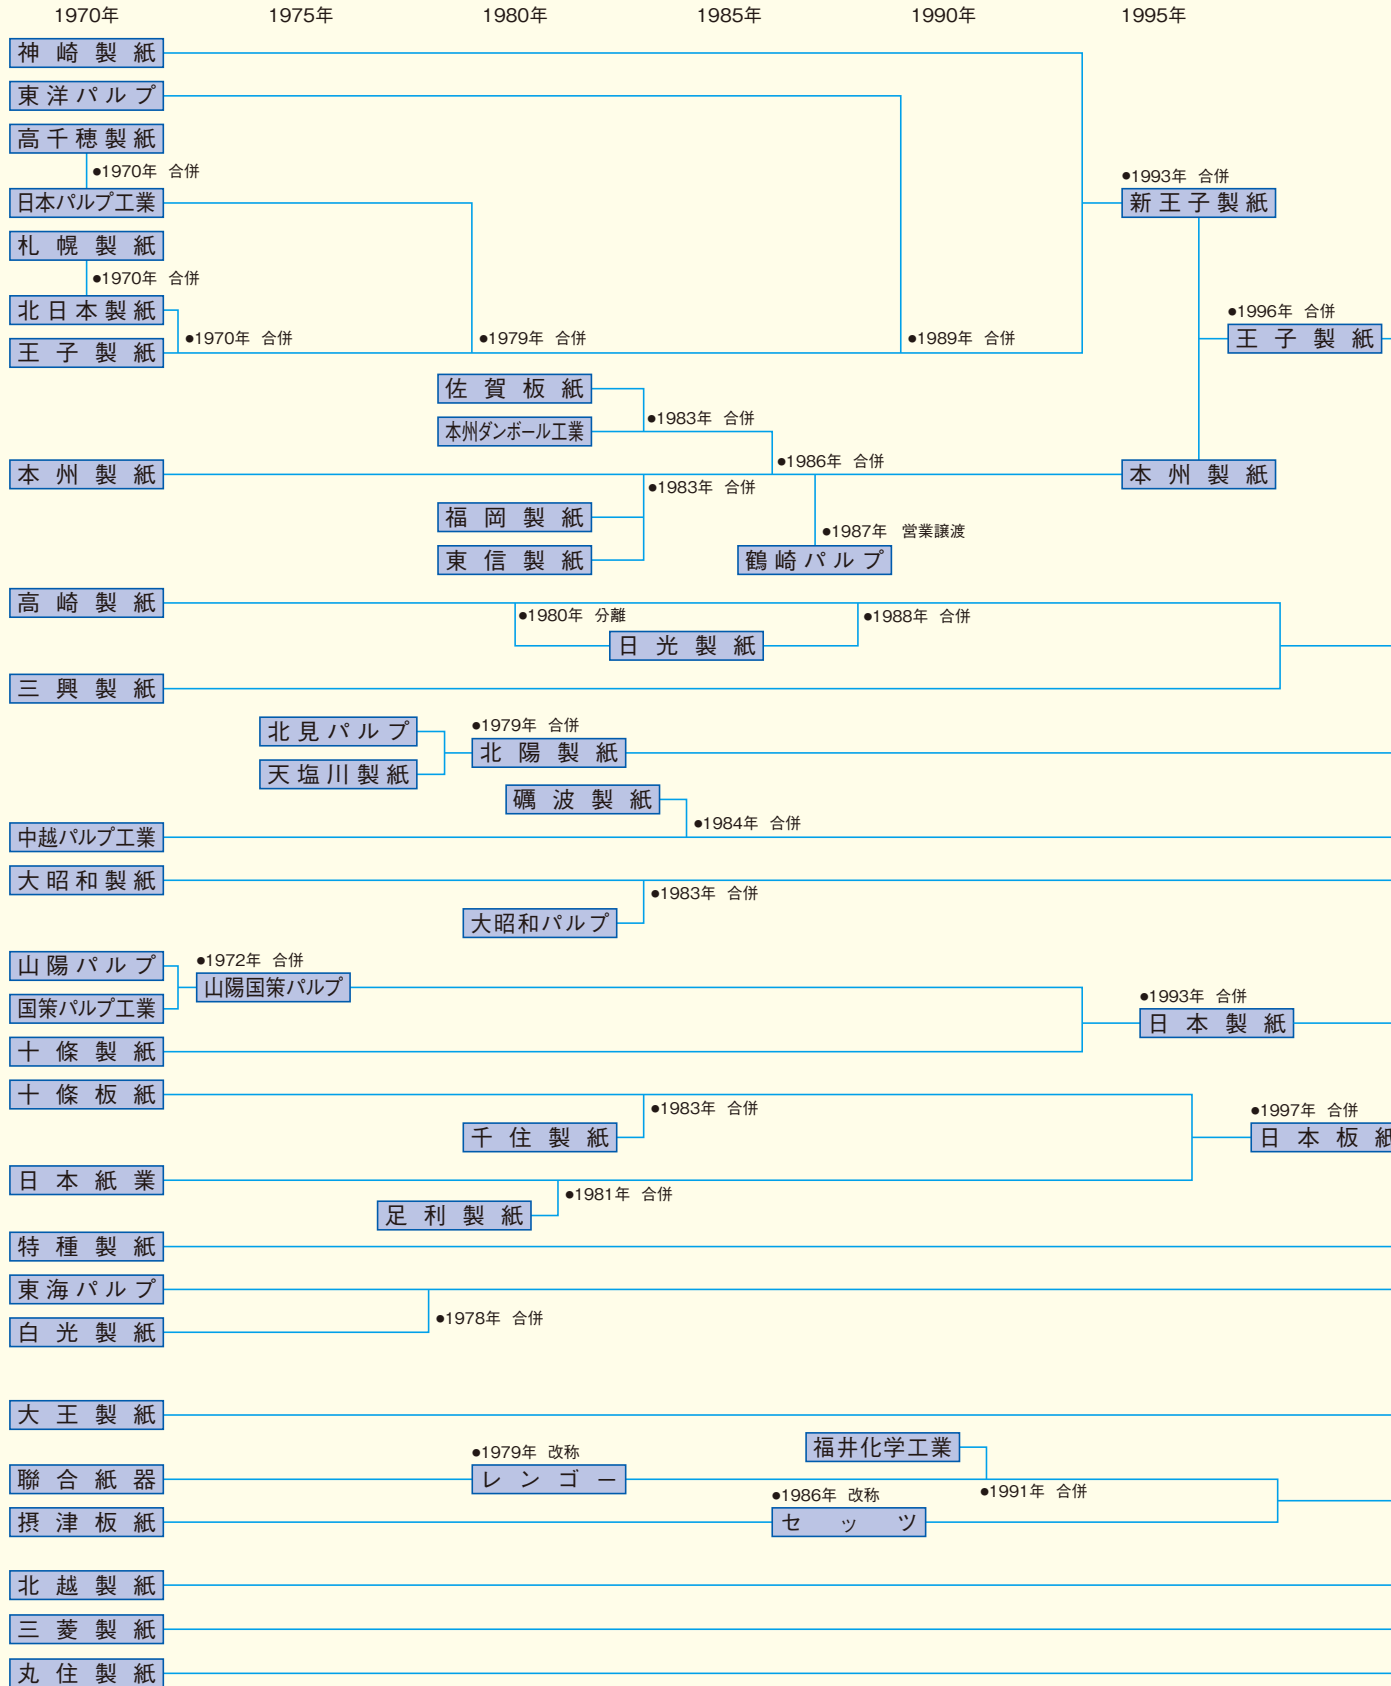 1970年 1975年 1980年 1985年 1990年 1995年
神崎製紙
東洋パルプ
高千穂製紙
●1970年 合併
●1993年 合併
日本パルプ工業
新王子製紙
札幌製紙
●1970年 合併
北日本製紙
●1996年 合併
●1970年 合併
●1979年 合併
●1989年 合併
王子製紙
王子製紙
佐賀板紙
●1983年 合併
本州ダンボール工業
●1986年 合併
本州製紙
本州製紙
●1983年 合併
福岡製紙
●1987年 営業譲渡
東信製紙
鶴崎パルプ
高崎製紙
●1980年 分離
●1988年 合併
日光製紙
三興製紙
北見パルプ
●1979年 合併
北陽製紙
天塩川製紙
礪波製紙
●1984年 合併
中越パルプ工業
大昭和製紙
●1983年 合併
大昭和パルプ
山陽パルプ
●1972年 合併
山陽国策パルプ
●1993年 合併
国策パルプ工業
日本製紙
十條製紙
十條板紙
●1983年 合併
●1997年 合併
千住製紙
日本板紙
日本紙業
●1981年 合併
足利製紙
特種製紙
東海パルプ
●1978年 合併
白光製紙
大王製紙
福井化学工業
●1979年 改称
聯合紙器
レンゴー
●1991年 合併
●1986年 改称
摂津板紙
セッツ
北越製紙
三菱製紙
丸住製紙